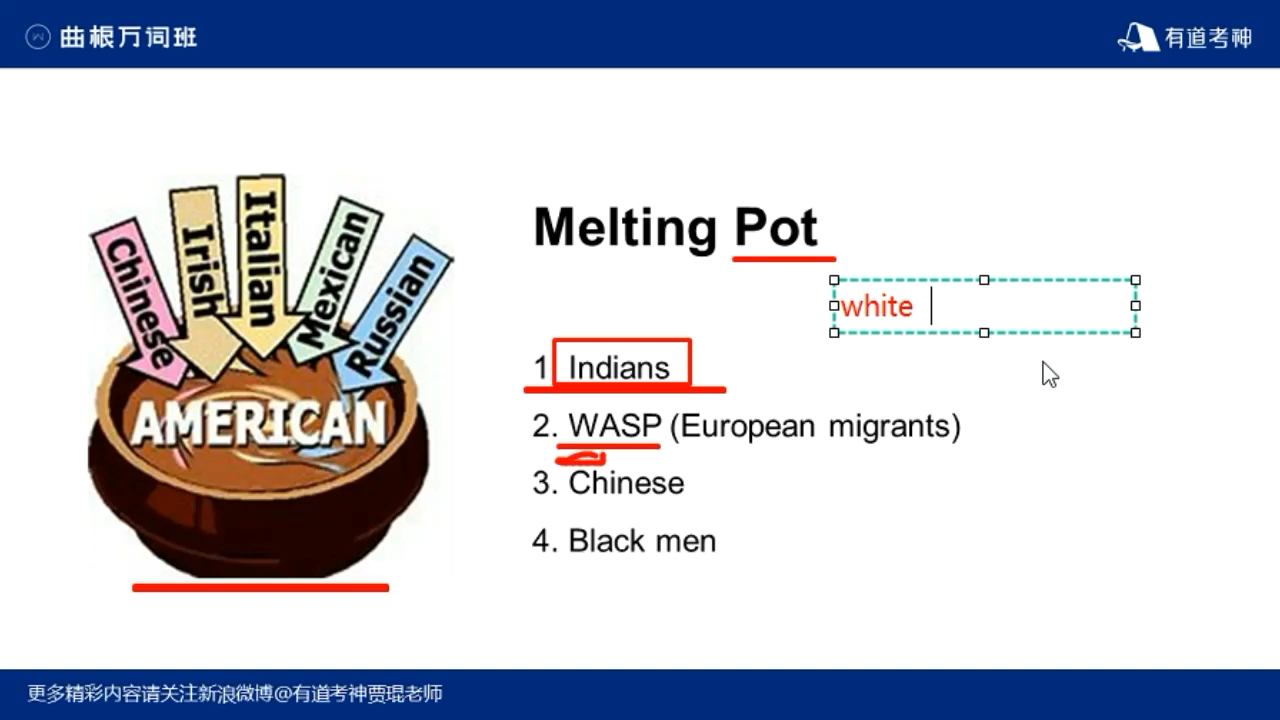 曲根万词班
有道考神
Chinese
Irish
Italian
Mexican
Russian
AMERICAN
Melting Pot
white
1 Indians
2. WASP (European migrants)
3. Chinese
4. Black men
更多精彩内容请关注新浪微博@有道考神贾琨老师